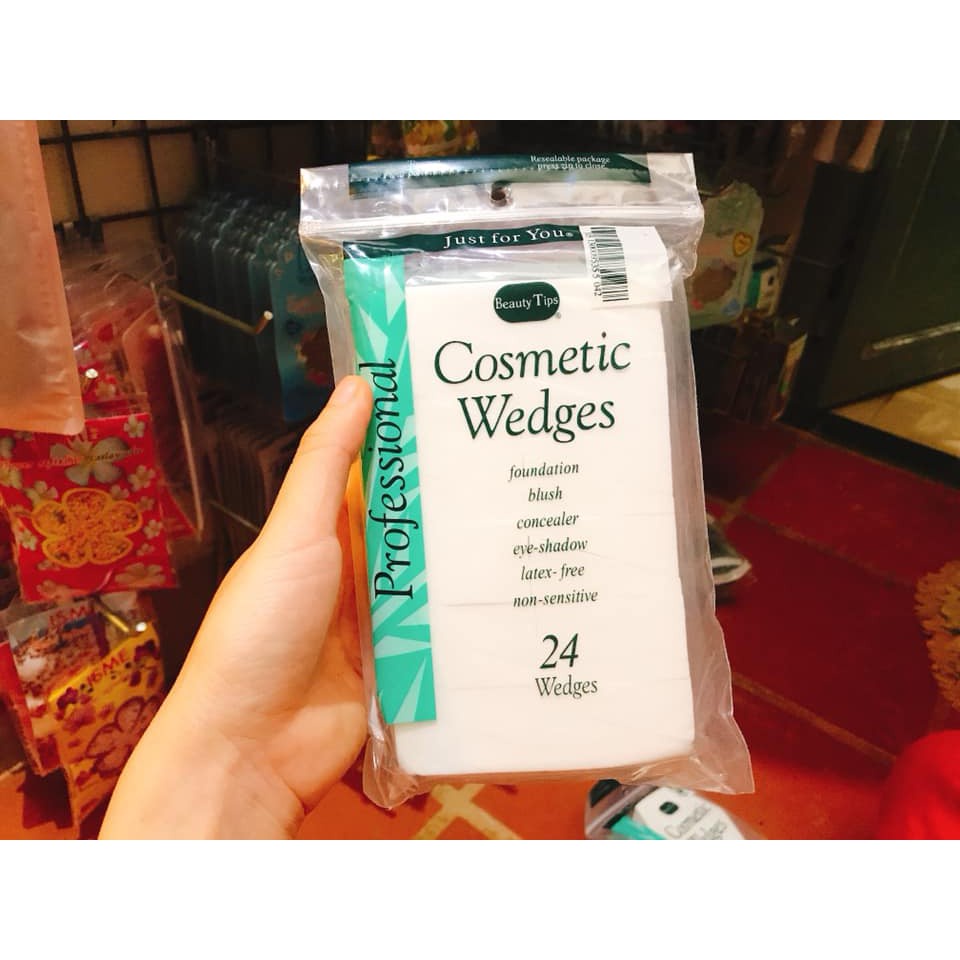 Resealable package
press zip to close.
Just for You®
Beauty Tips®
Cosmetic
Wedges
Professional
foundation
blush
concealer
eye-shadow
latex-free
non-sensitive
24
Wedges
Cosmetic